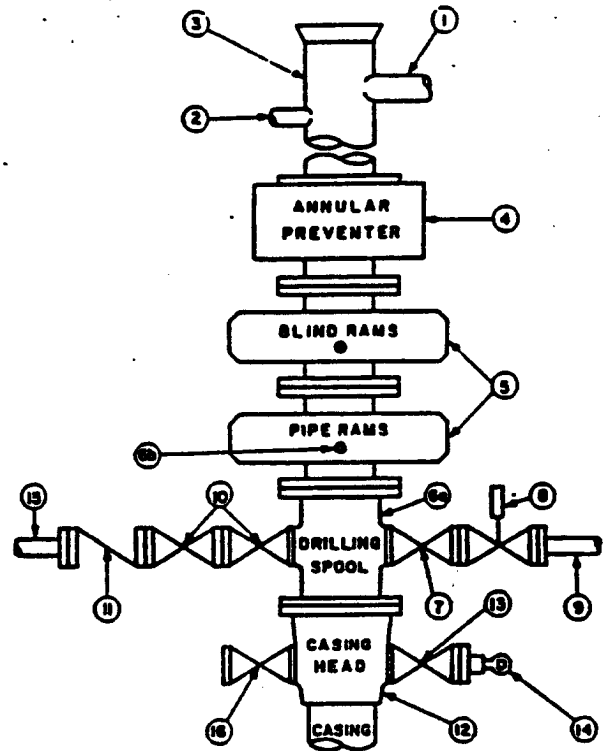 3
1
2
ANNULAR
PREVENTER
4
BLIND RAMS
5
PIPE RAMS
6b
6a
8
15
10
DRILLING
SPOOL
11
7
13
9
CASING
HEAD
16
12
14
CASING